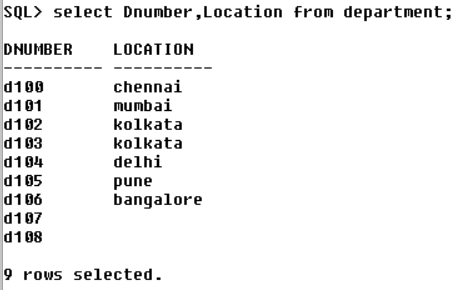 SQL> select Dnumber,Location from department;
DNUMBER    LOCATION
---------- ----------
d100       chennai
d101       mumbai
d102       kolkata
d103       kolkata
d104       delhi
d105       pune
d106       bangalore
d107
d108
9 rows selected.